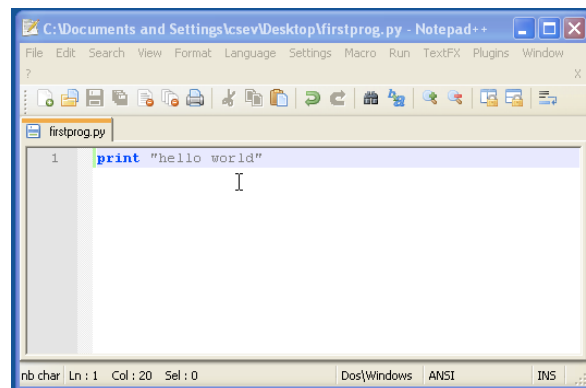 C:\Documents and Settings\csev\Desktop\firstprog.py - Notepad++
File Edit Search View Format Language Settings Macro Run TextFX Plugins Window
? X
firstprog.py
1 print "hello world"
nb char Ln : 1 Col : 20 Sel : 0 Dos\Windows ANSI INS